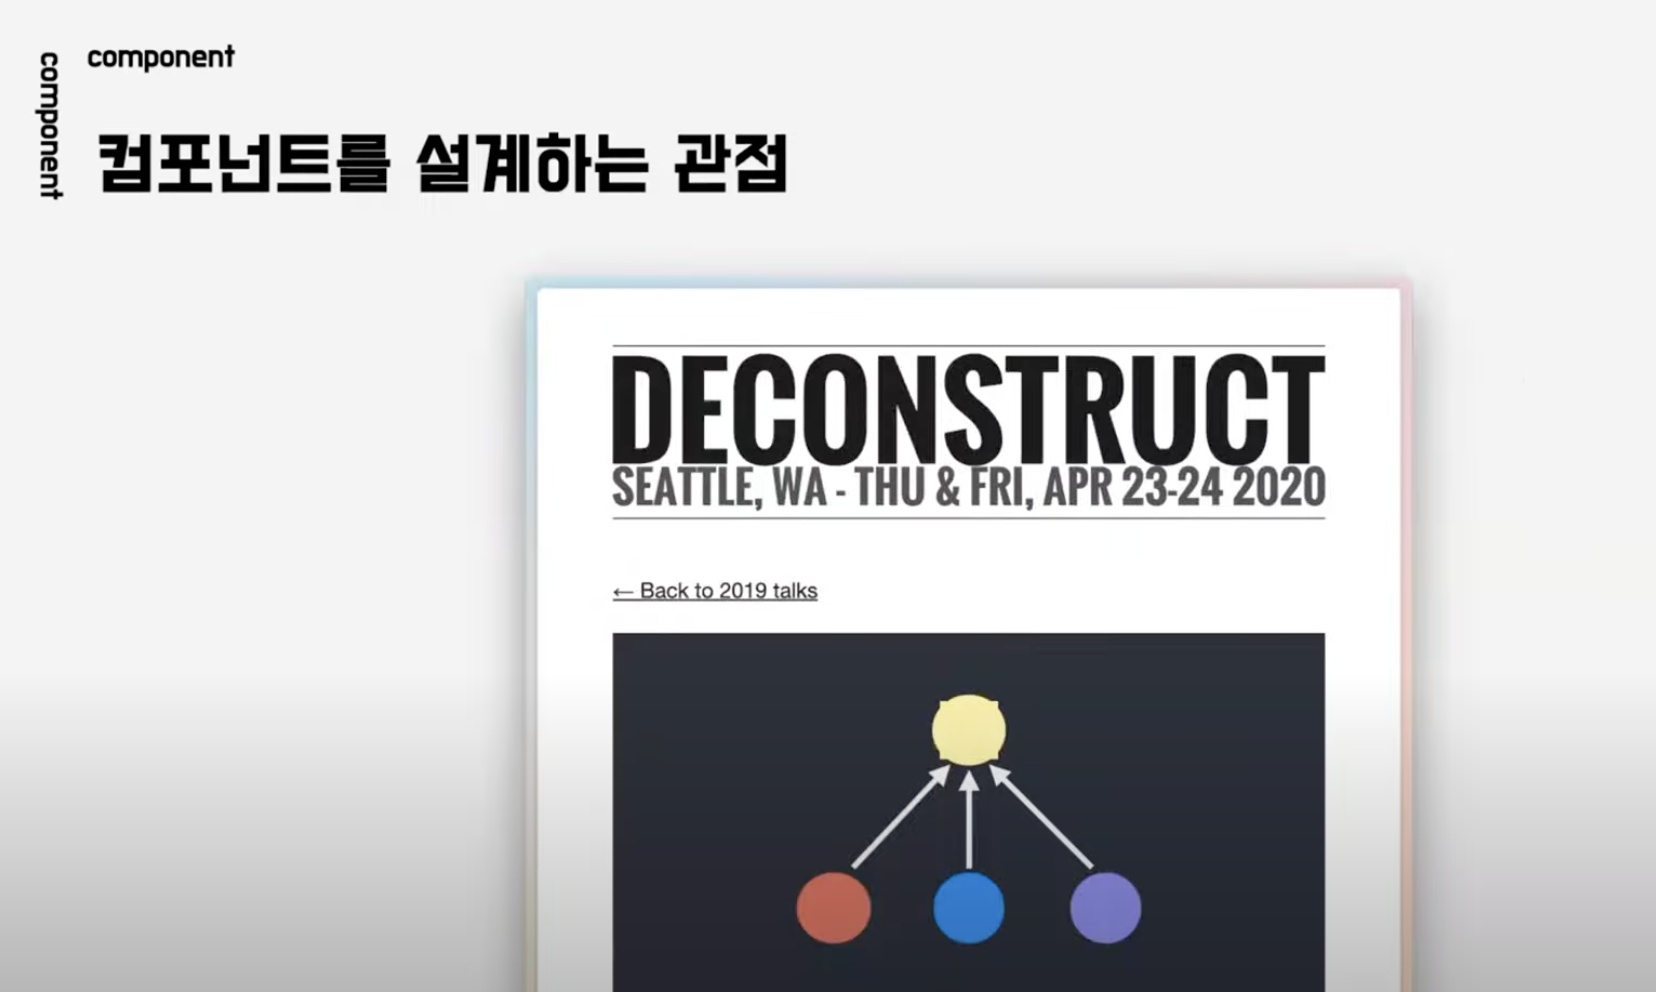 component
component
컴포넌트를 설계하는 관점
DECONSTRUCT
SEATTLE, WA - THU & FRI, APR 23-24 2020
← Back to 2019 talks